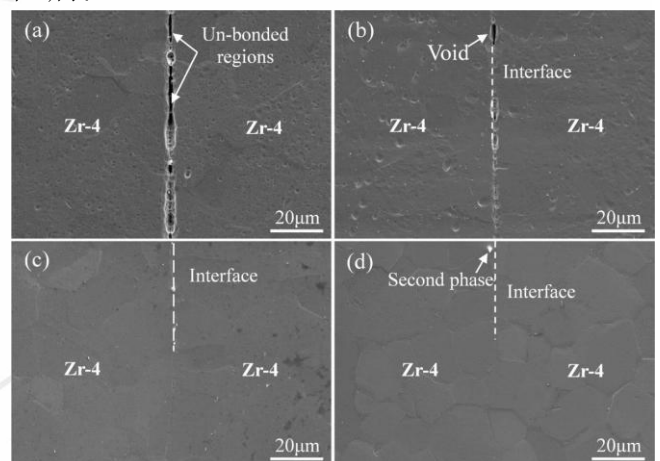 (a)
Un-bonded
regions
Zr-4
Zr-4
20μm
(b)
Void
Interface
Zr-4
Zr-4
20μm
(c)
Interface
Zr-4
Zr-4
20μm
(d)
Second phase
Interface
Zr-4
Zr-4
20μm